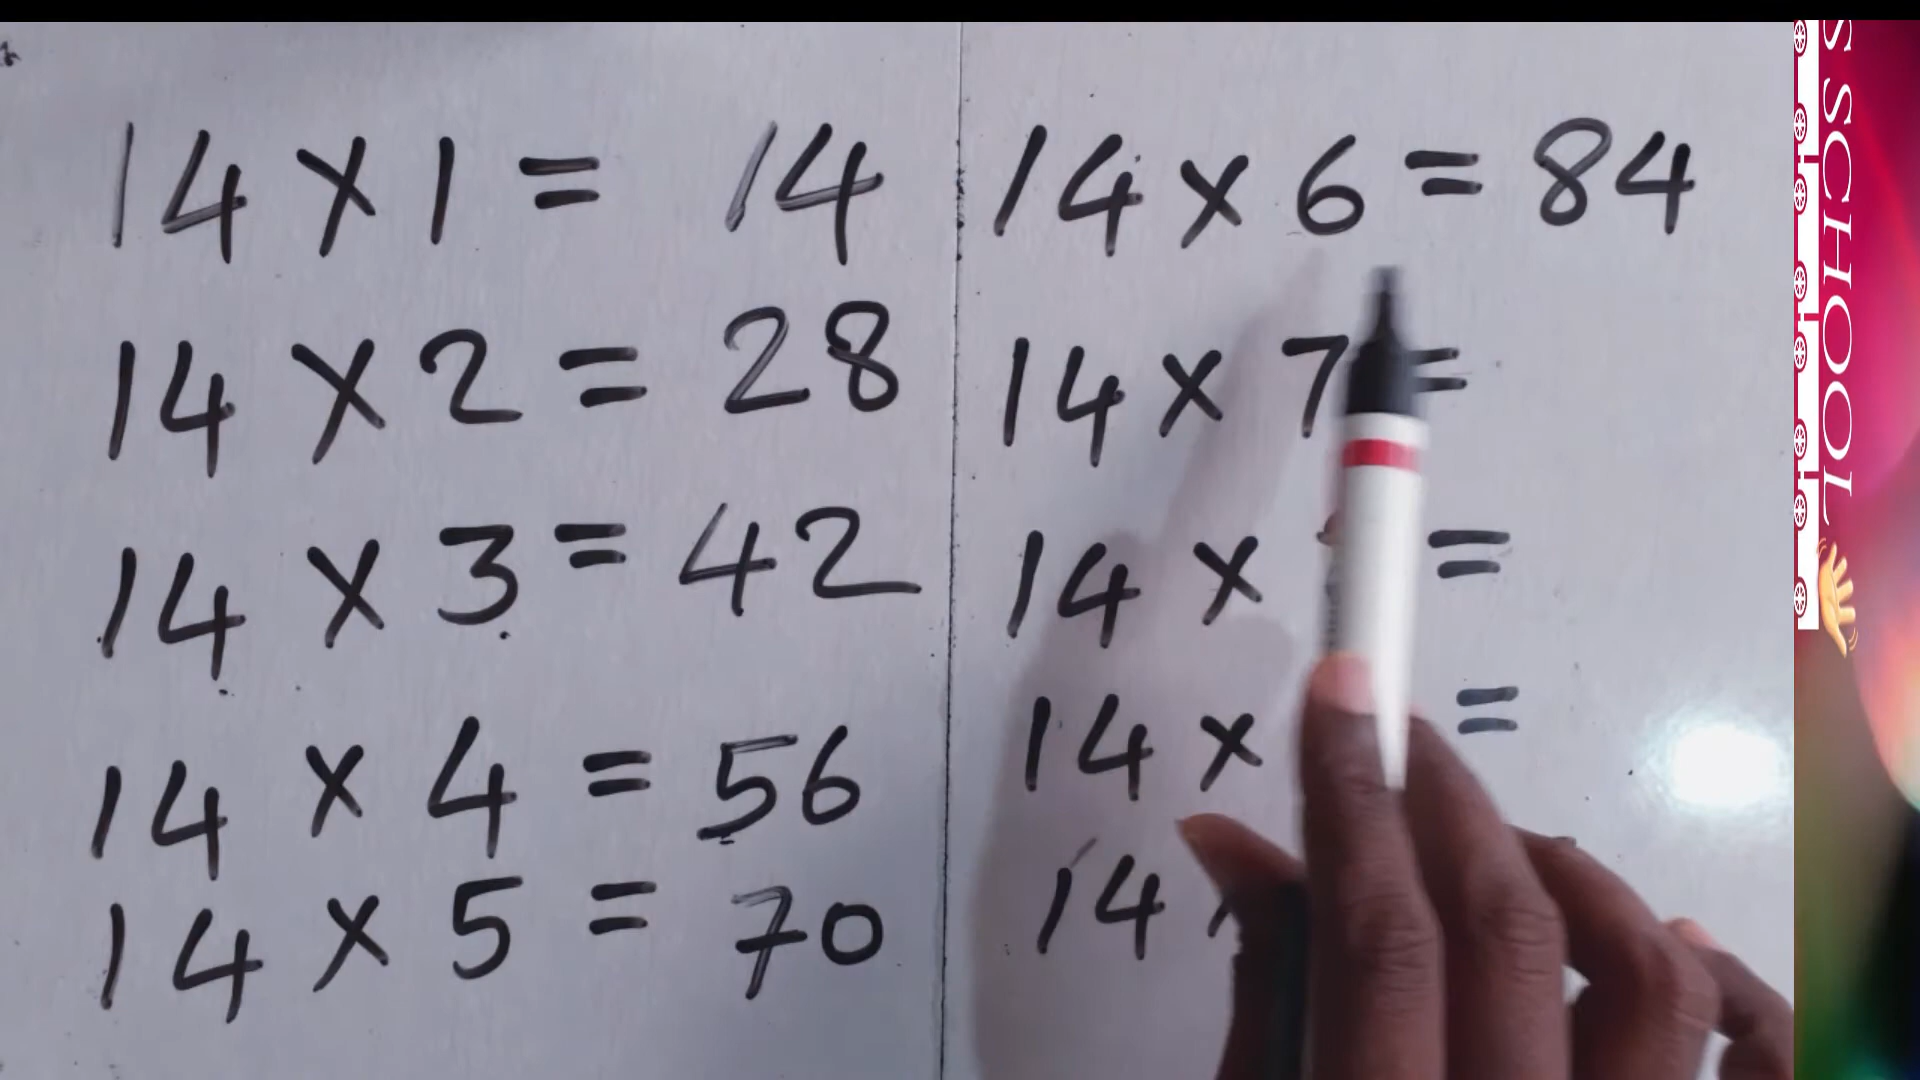 14 X 1 = 14
14 X 2 = 28
14 X 3 = 42
14 X 4 = 56
14 X 5 = 70
14 x 6 = 84
14 x 7 =
14 x =
14 x =
14
SCHOOL 👋